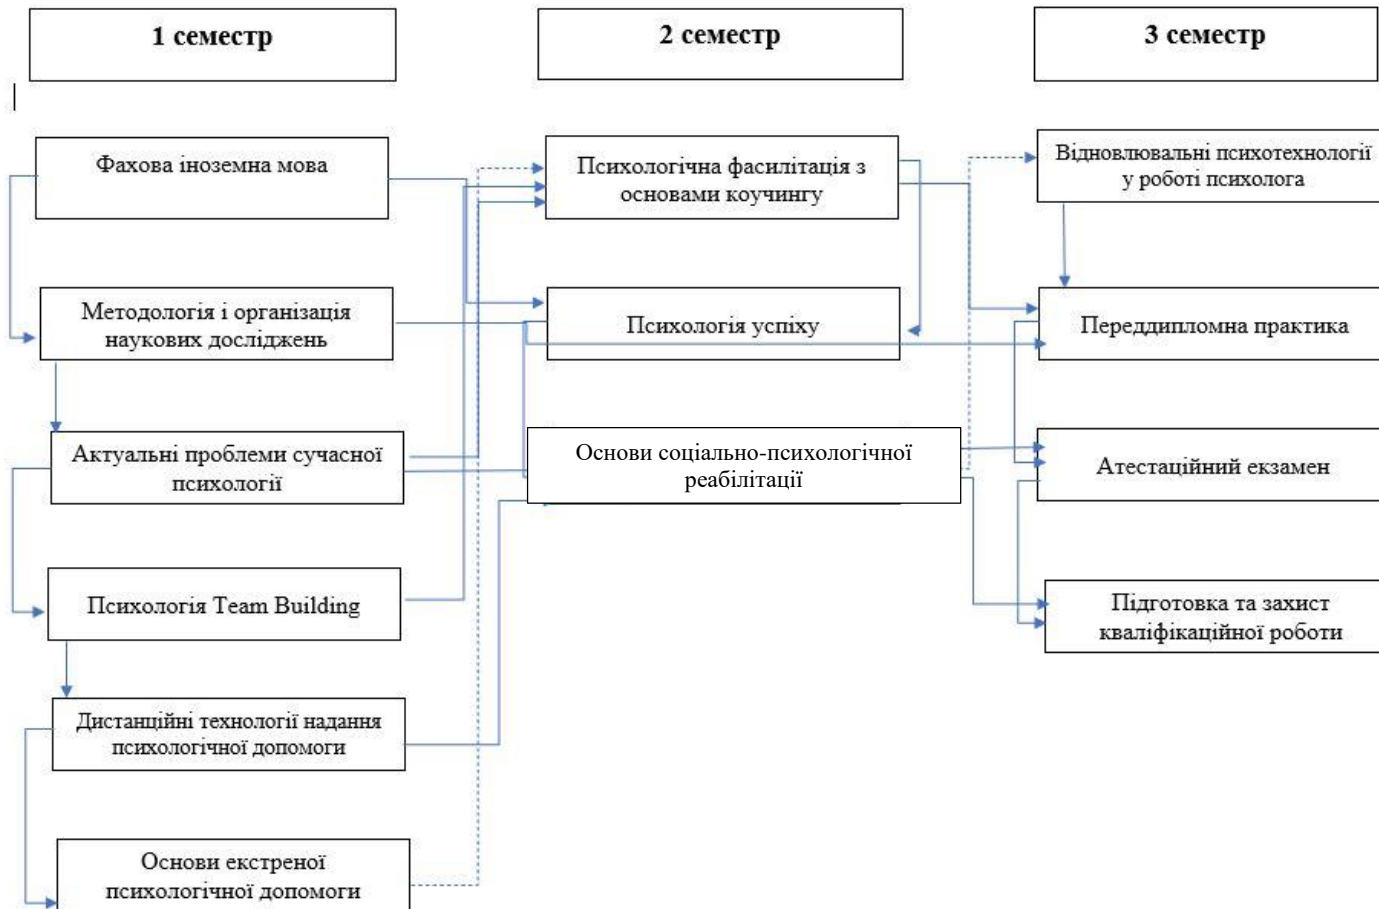 1 семестр
2 семестр
3 семестр
Фахова іноземна мова
Методологія і організація
наукових досліджень
Актуальні проблеми сучасної
психології
Психологія Team Building
Дистанційні технології надання
психологічної допомоги
Основи екстреної
психологічної допомоги
Психологічна фасилітація з
основами коучингу
Психологія успіху
Основи соціально-психологічної
реабілітації
Відновлювальні психотехнології
у роботі психолога
Переддипломна практика
Атестаційний екзамен
Підготовка та захист
кваліфікаційної роботи